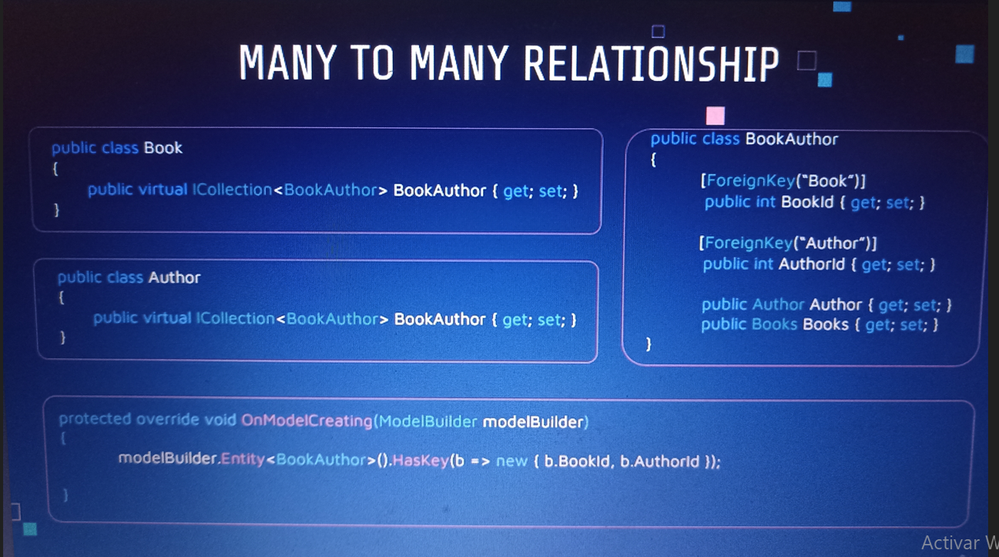 MANY TO MANY RELATIONSHIP
public class Book
{
public virtual ICollection<BookAuthor> BookAuthor { get; set; }
}
public class Author
{
public virtual ICollection<BookAuthor> BookAuthor { get; set; }
}
public class BookAuthor
{
[ForeignKey("Book")]
public int BookId { get; set; }
[ForeignKey("Author")]
public int AuthorId { get; set; }
public Author Author { get; set; }
public Books Books { get; set; }
}
protected override void OnModelCreating(ModelBuilder modelBuilder)
{
modelBuilder.Entity<BookAuthor>().HasKey(b => new { b.BookId, b.AuthorId });
}
Activar W